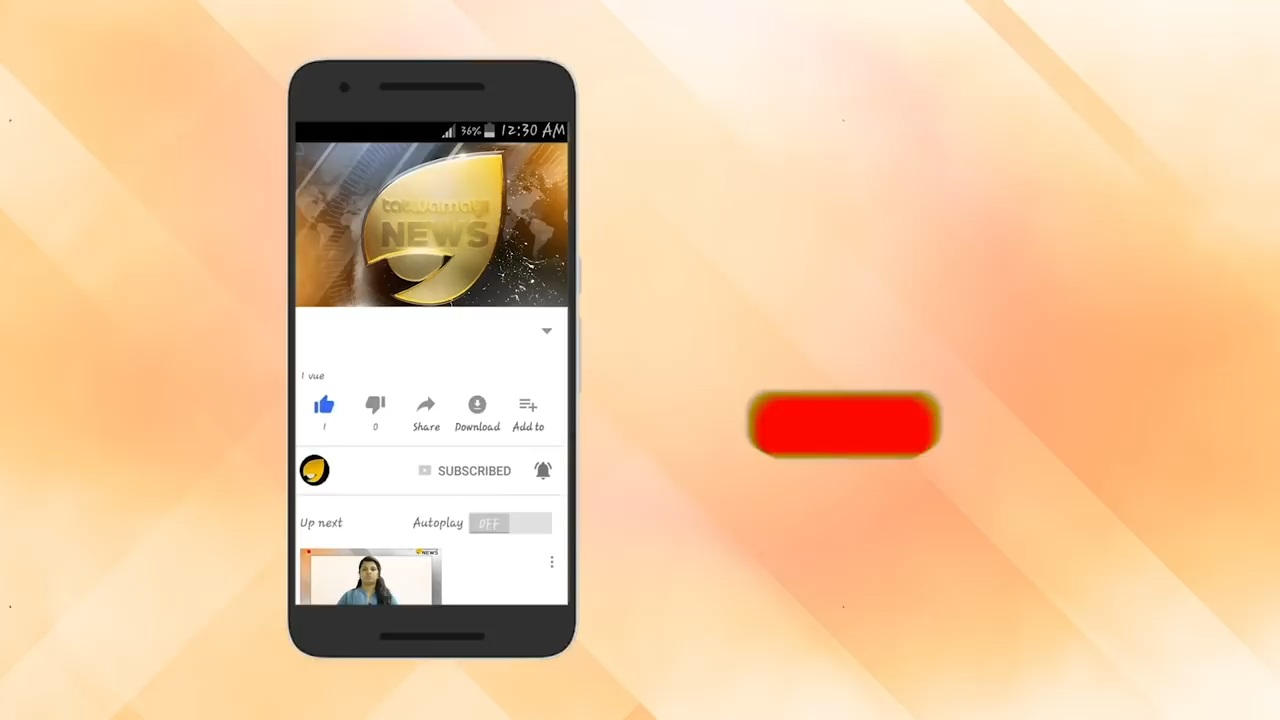 36% 12:30 AM
tatwamayi
NEWS
1 vue
1 0 Share Download Add to
SUBSCRIBED
Up next Autoplay OFF
NEWS